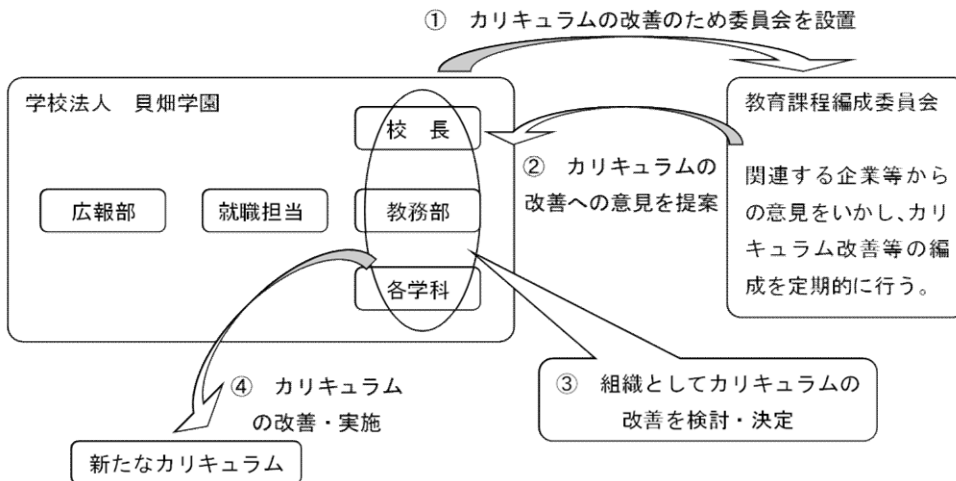 ① カリキュラムの改善のため委員会を設置
学校法人 貝畑学園
校 長
広報部
就職担当
教務部
各学科
教育課程編成委員会
関連する企業等から
の意見をいかし、カリ
キュラム改善等の編
成を定期的に行う。
② カリキュラムの
改善への意見を提案
③ 組織としてカリキュラムの
改善を検討・決定
④ カリキュラム
の改善・実施
新たなカリキュラム